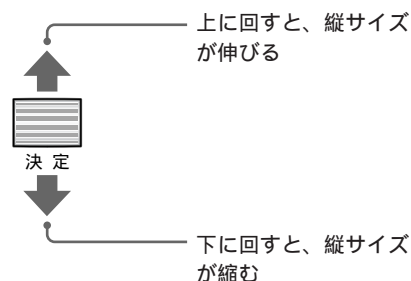 上に回すと、縦サイズ
が伸びる
決 定
下に回すと、縦サイズ
が縮む